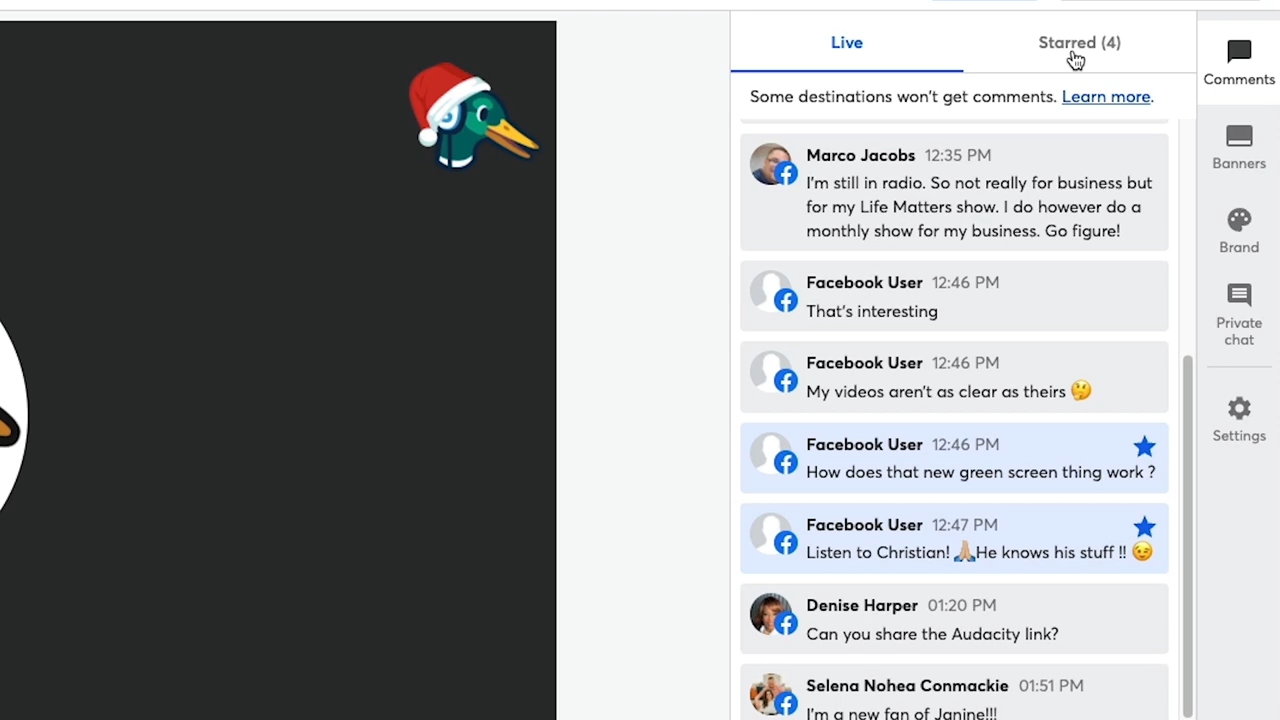 Live
Starred (4)
Some destinations won't get comments. Learn more.
Marco Jacobs 12:35 PM
I'm still in radio. So not really for business but
for my Life Matters show. I do however do a
monthly show for my business. Go figure!
Facebook User 12:46 PM
That's interesting
Facebook User 12:46 PM
My videos aren't as clear as theirs 🤔
Facebook User 12:46 PM
How does that new green screen thing work ?
Facebook User 12:47 PM
Listen to Christian! 🙏🏼He knows his stuff !! 😉
Denise Harper 01:20 PM
Can you share the Audacity link?
Selena Nohea Conmackie 01:51 PM
I'm a new fan of Janine!!!
Comments
Banners
Brand
Private
chat
Settings